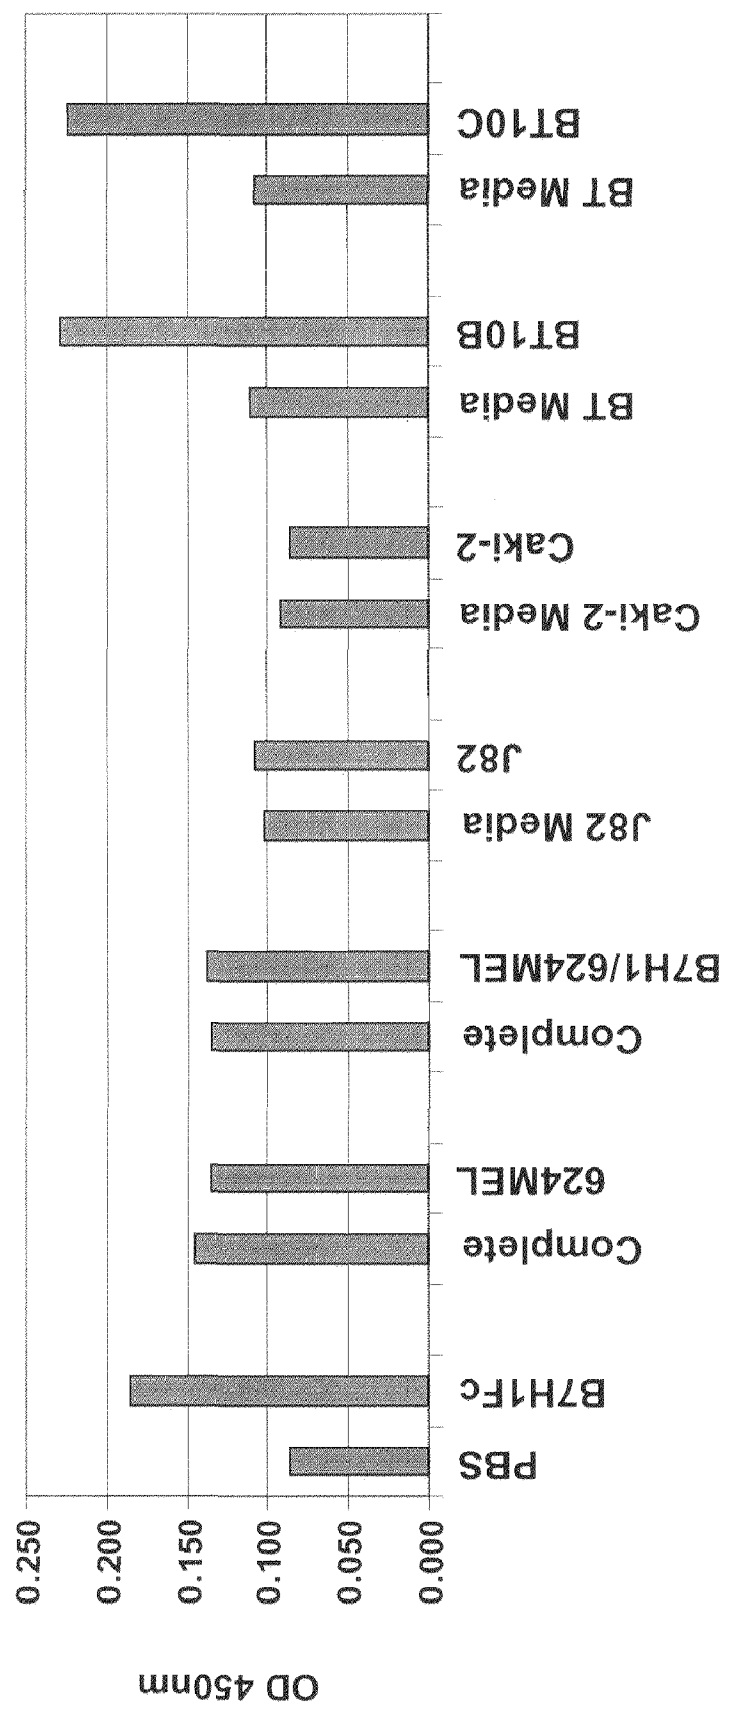 OD 450nm
0.250
0.200
0.150
0.100
0.050
0.000
PBS
B7H1Fc
Complete
624MEL
Complete
B7H1/624MEL
J82 Media
J82
Caki-2 Media
Caki-2
BT Media
BT10B
BT Media
BT10C